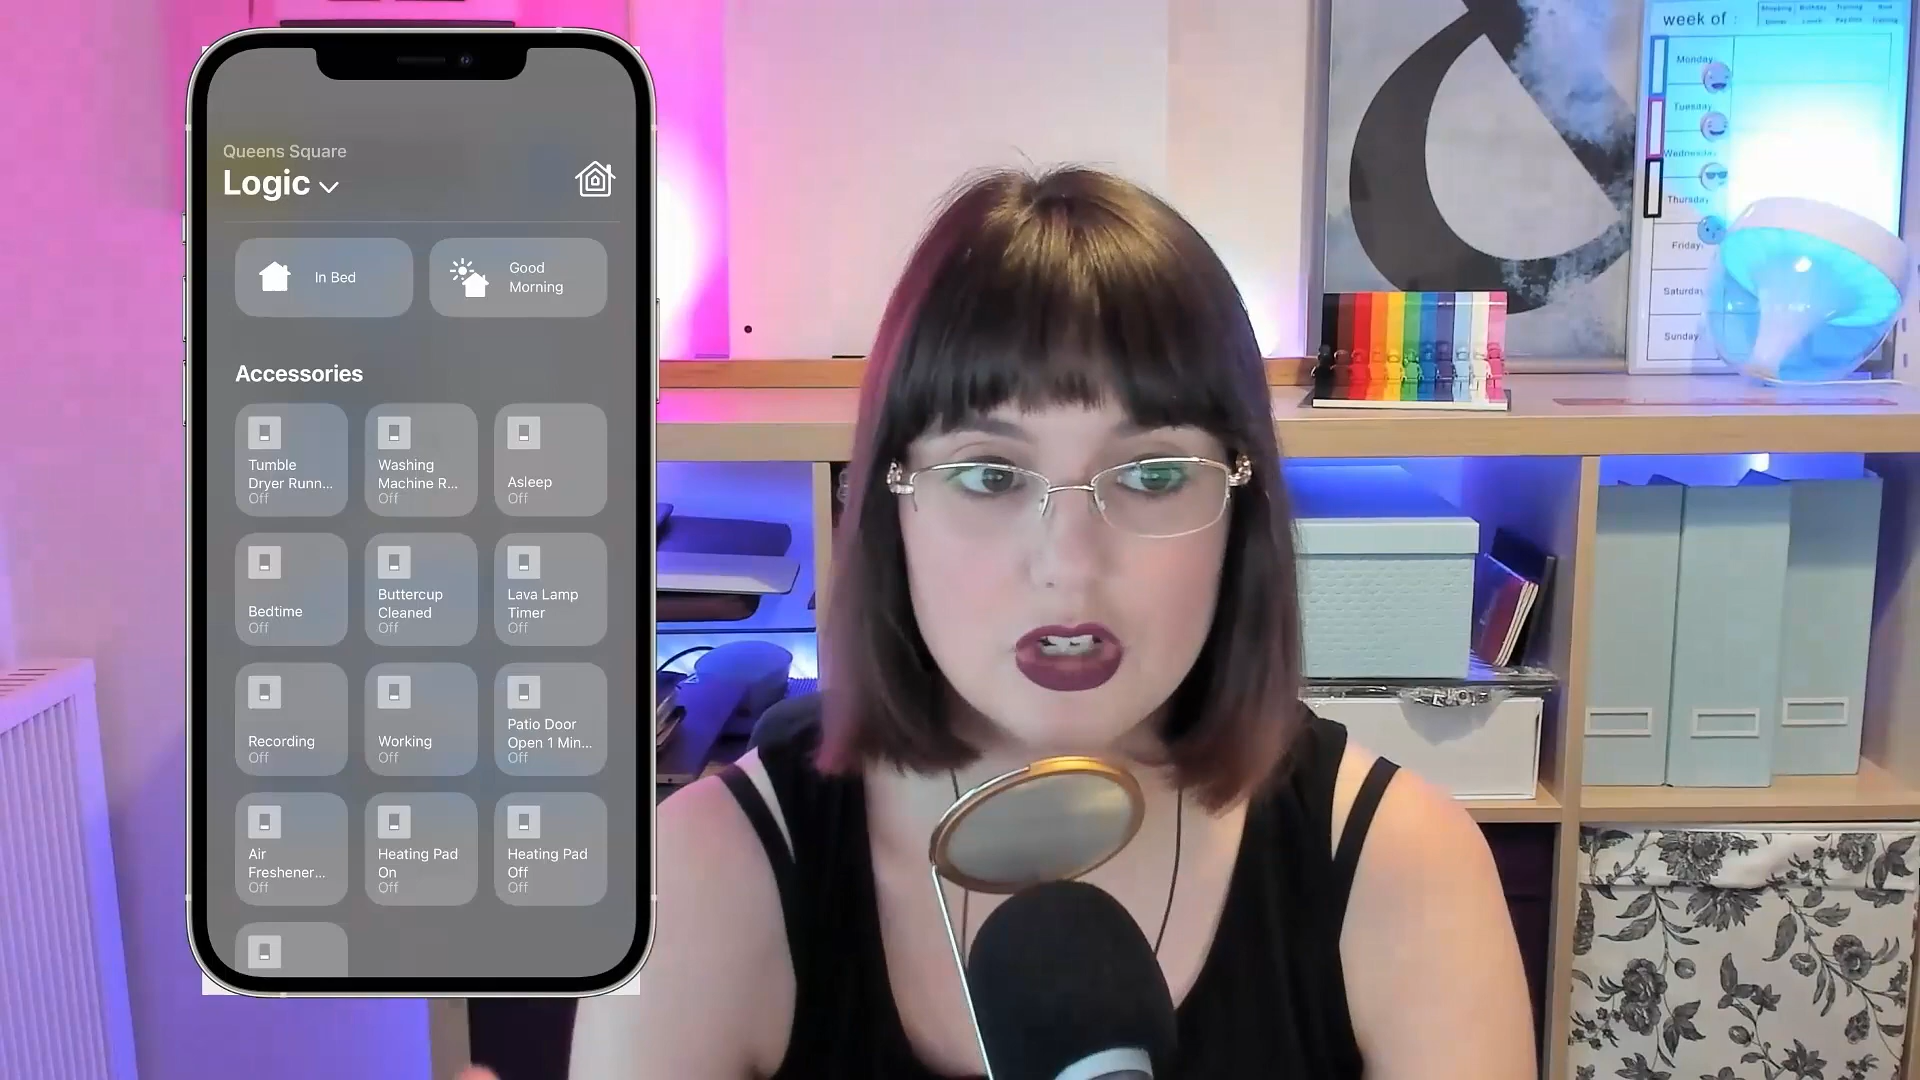 Queens Square
Logic
In Bed
Good
Morning
Accessories
Tumble
Dryer Runn...
Off
Washing
Machine R...
Off
Asleep
Off
Bedtime
Off
Buttercup
Cleaned
Off
Lava Lamp
Timer
Off
Recording
Off
Working
Off
Patio Door
Open 1 Min...
Off
Air
Freshener...
Off
Heating Pad
On
Off
Heating Pad
Off
Off
&
week of :
Monday
Tuesday
Wednesday
Thursday
Friday
Saturday
Sunday